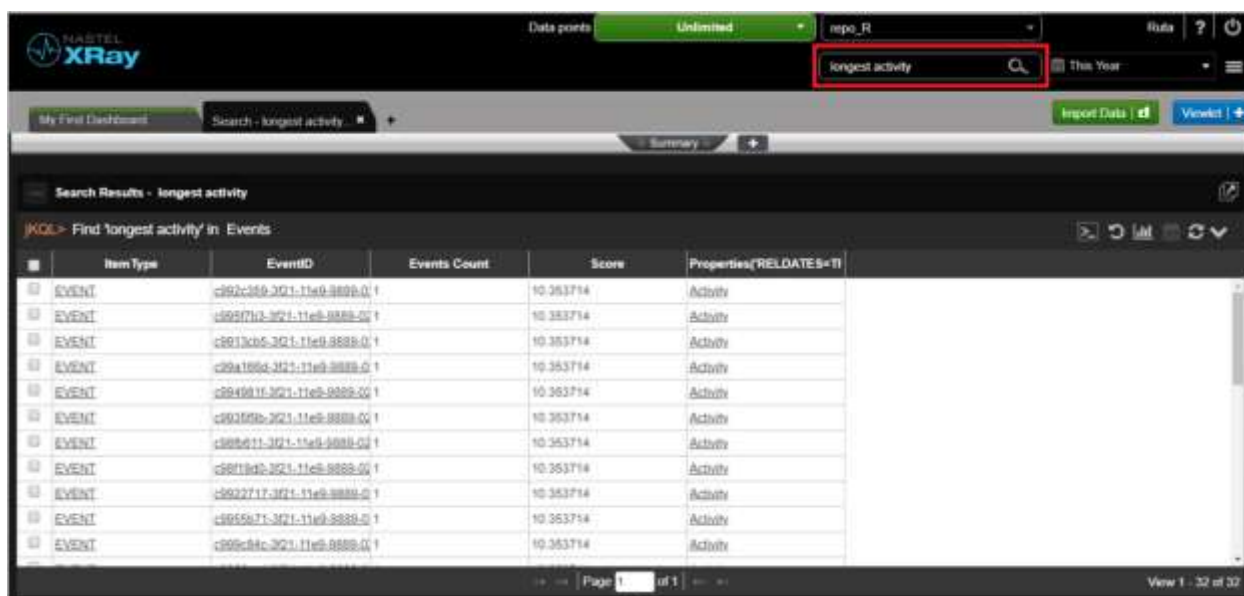 NASTEL
XRay
Data points Unlimited repo_R Ruta ?
longest activity This Year
My First Dashboard Search - longest activity... +
Import Data Viewlet +
Summary +
Search Results - longest activity
jKQL> Find 'longest activity' in Events
ItemType EventID Events Count Score Properties('RELDATES=TI
EVENT 1 10.353714 Activity
EVENT 1 10.353714 Activity
EVENT 1 10.353714 Activity
EVENT 1 10.353714 Activity
EVENT 1 10.353714 Activity
EVENT 1 10.353714 Activity
EVENT 1 10.353714 Activity
EVENT 1 10.353714 Activity
EVENT 1 10.353714 Activity
EVENT 1 10.353714 Activity
EVENT 1 10.353714 Activity
Page 1 of 1 View 1 - 32 of 32